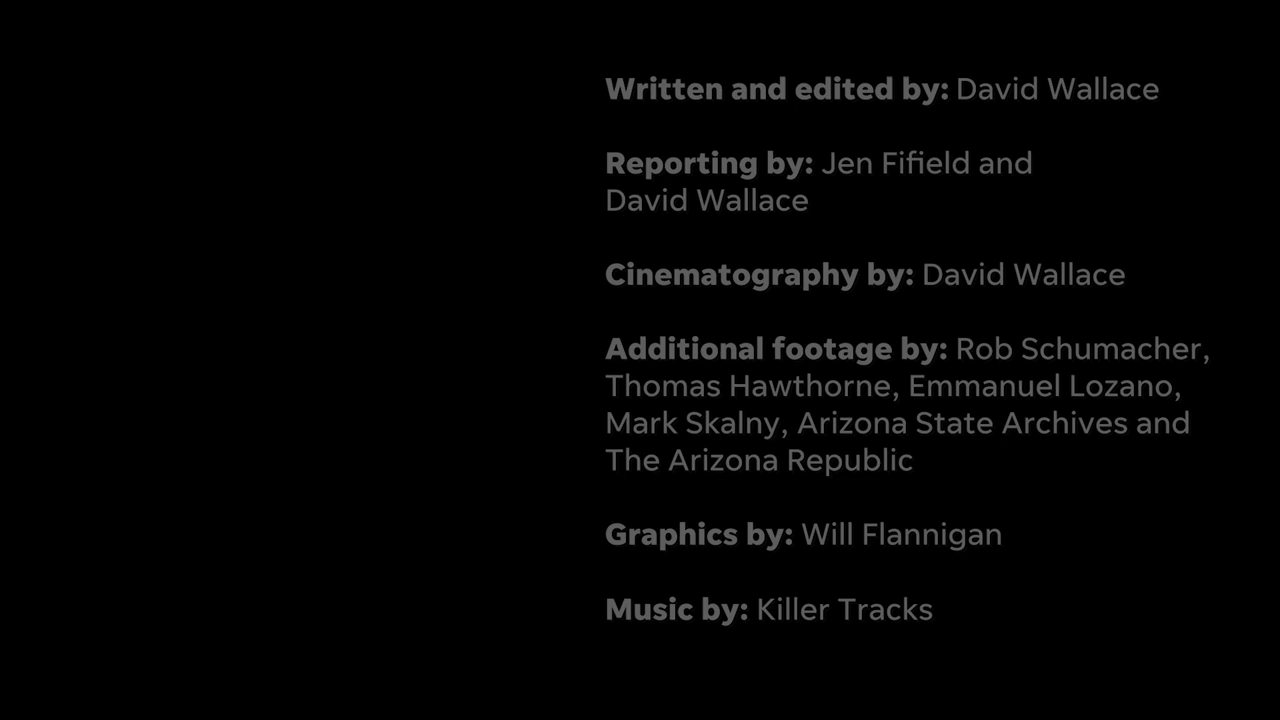 Written and edited by: David Wallace
Reporting by: Jen Fifield and
David Wallace
Cinematography by: David Wallace
Additional footage by: Rob Schumacher,
Thomas Hawthorne, Emmanuel Lozano,
Mark Skalny, Arizona State Archives and
The Arizona Republic
Graphics by: Will Flannigan
Music by: Killer Tracks